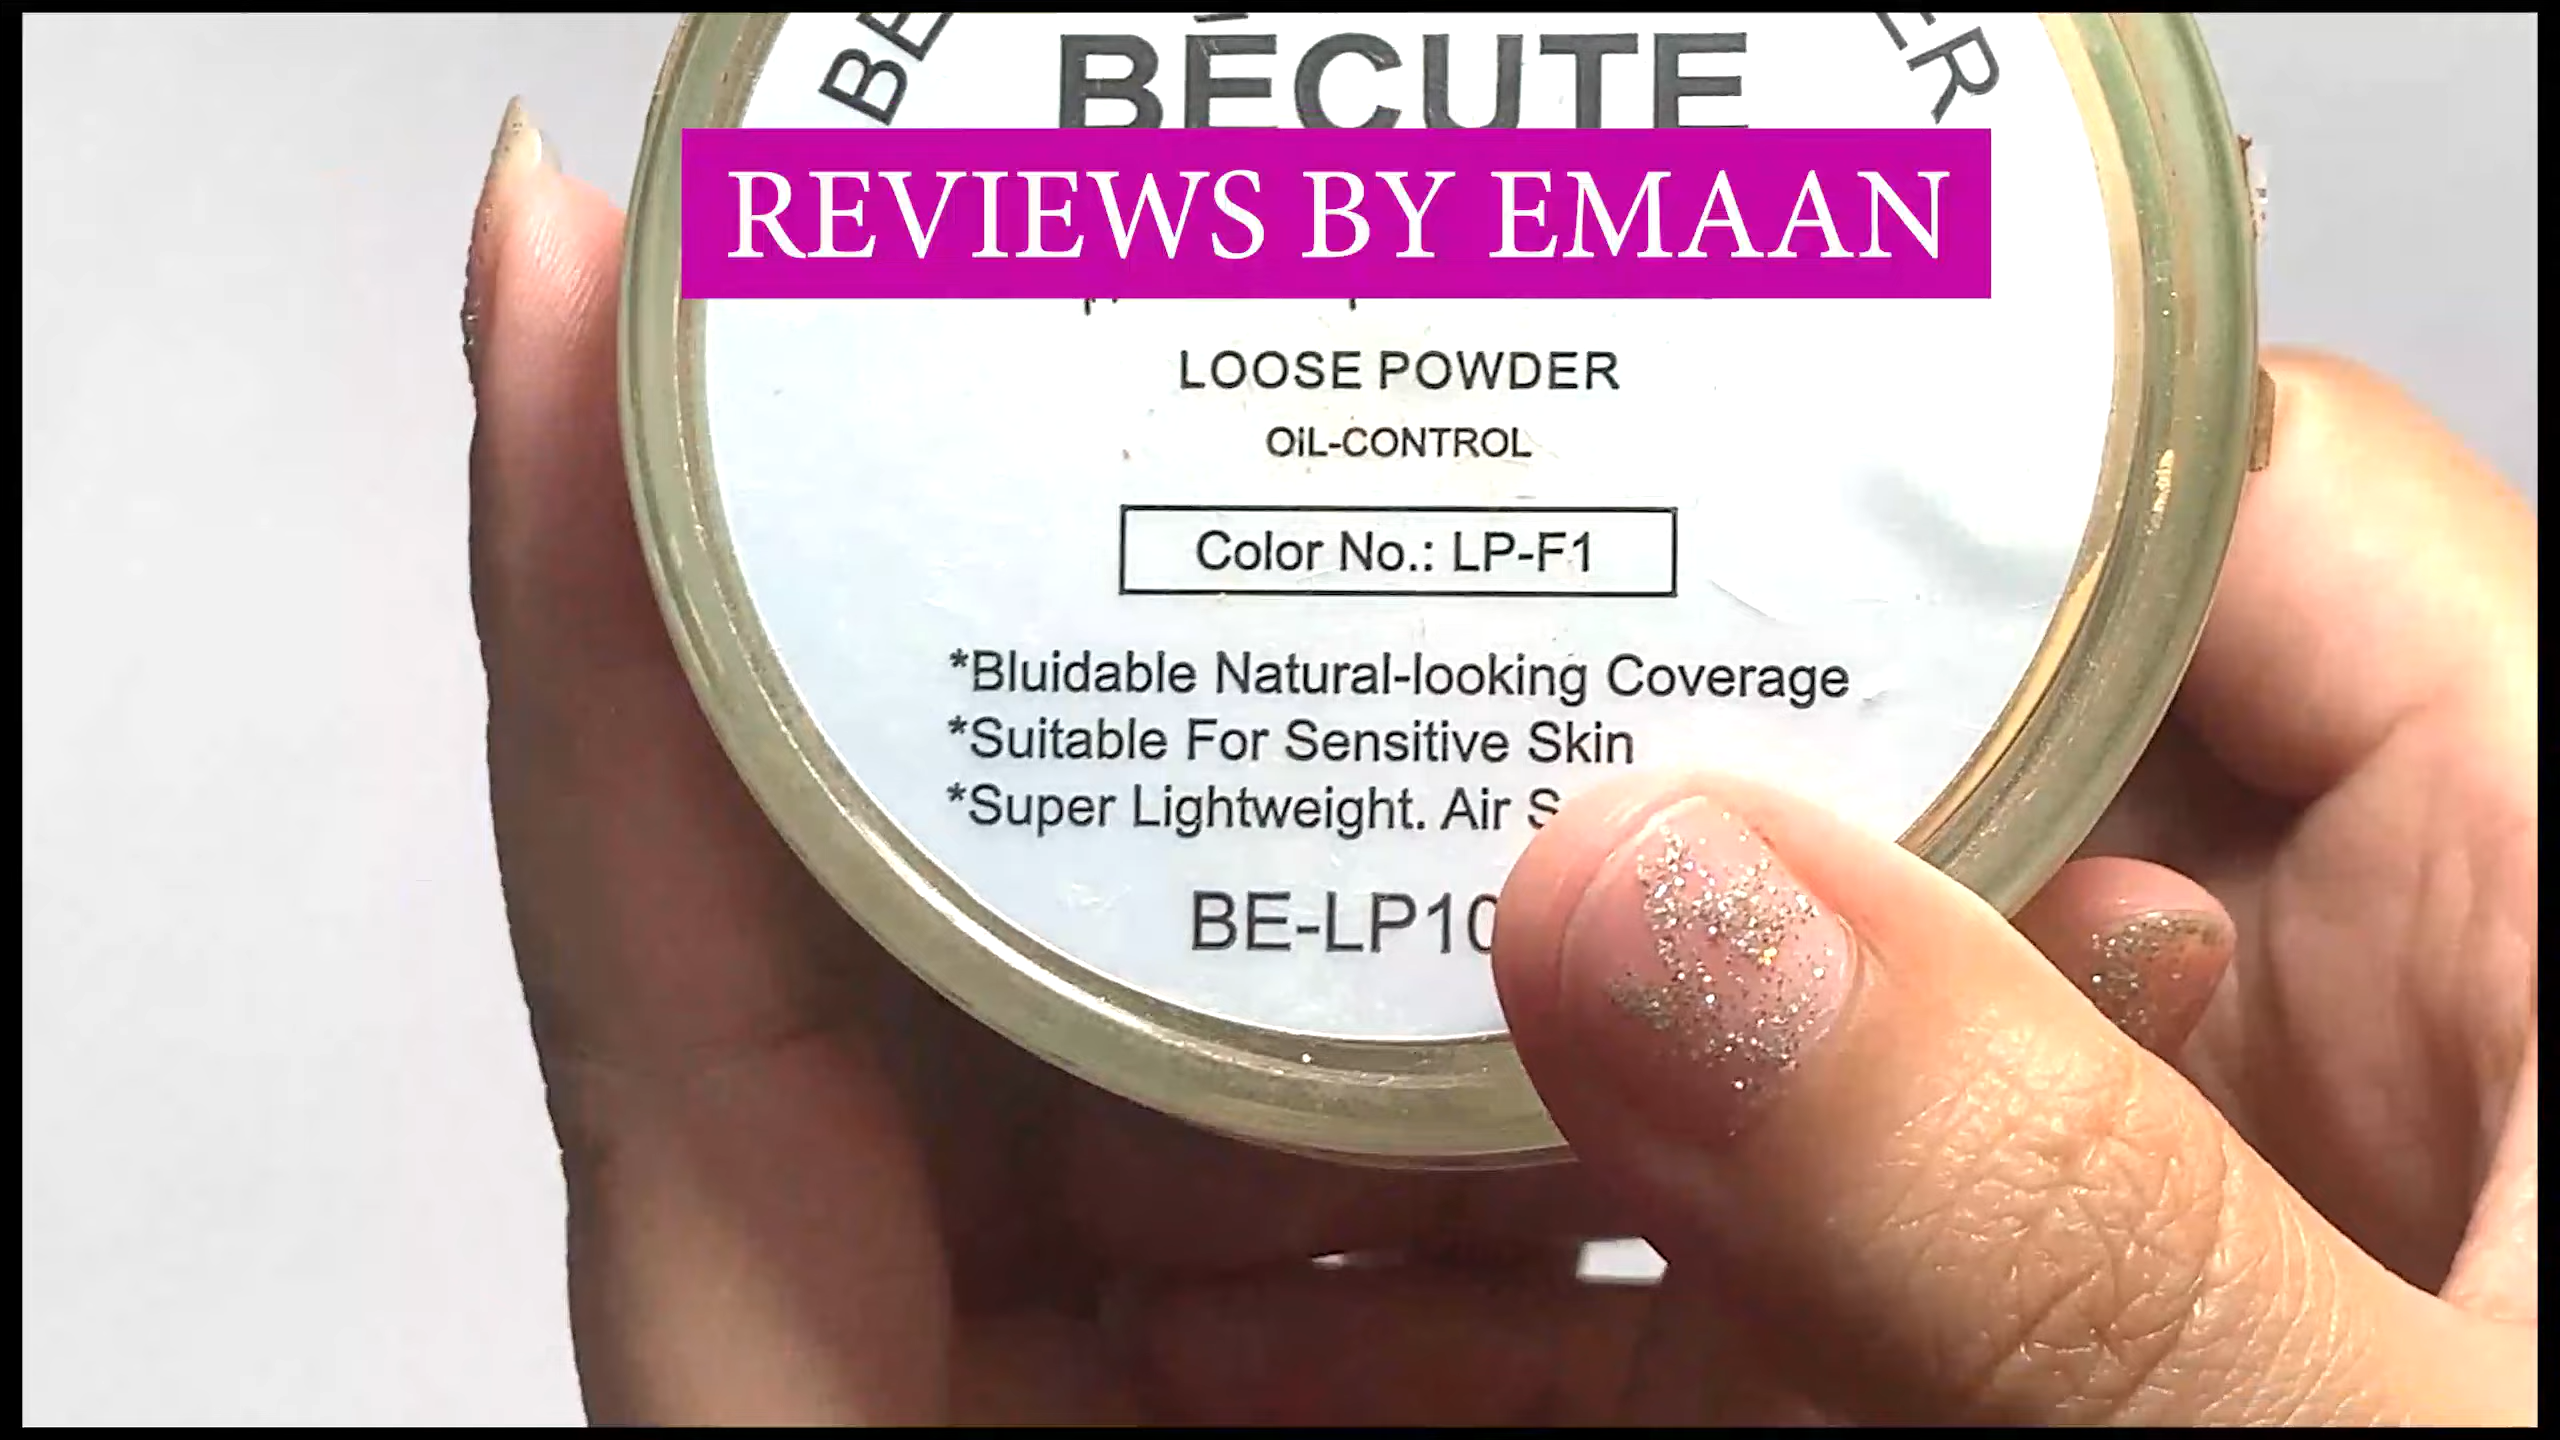 BÉCUTE
REVIEWS BY EMAAN
LOOSE POWDER
OiL-CONTROL
Color No.: LP-F1
*Bluidable Natural-looking Coverage
*Suitable For Sensitive Skin
*Super Lightweight. Air
BE-LP10